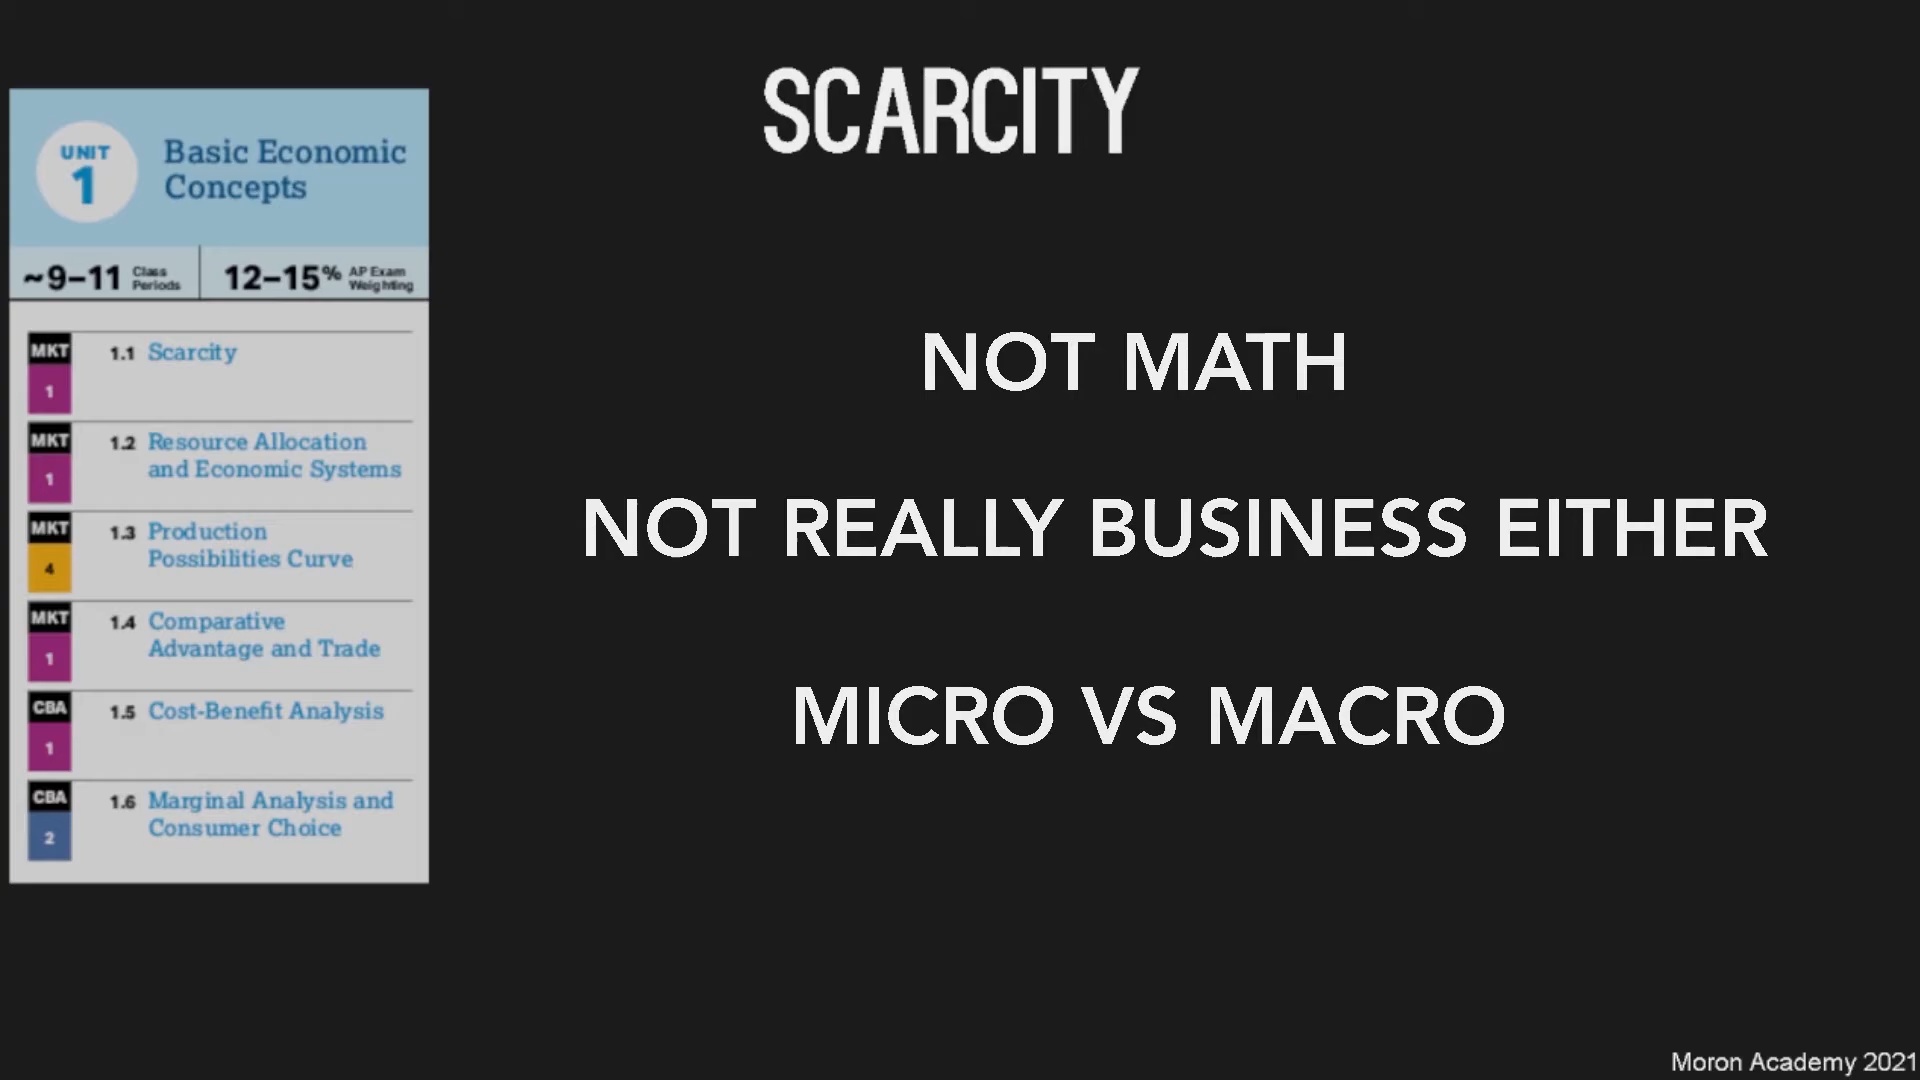 SCARCITY
UNIT
1
Basic Economic
Concepts
~9–11 Class
Periods
12–15% AP Exam
Weighting
MKT
1
1.1 Scarcity
MKT
1
1.2 Resource Allocation
and Economic Systems
MKT
4
1.3 Production
Possibilities Curve
MKT
1
1.4 Comparative
Advantage and Trade
CBA
1
1.5 Cost-Benefit Analysis
CBA
2
1.6 Marginal Analysis and
Consumer Choice
NOT MATH
NOT REALLY BUSINESS EITHER
MICRO VS MACRO
Moron Academy 2021